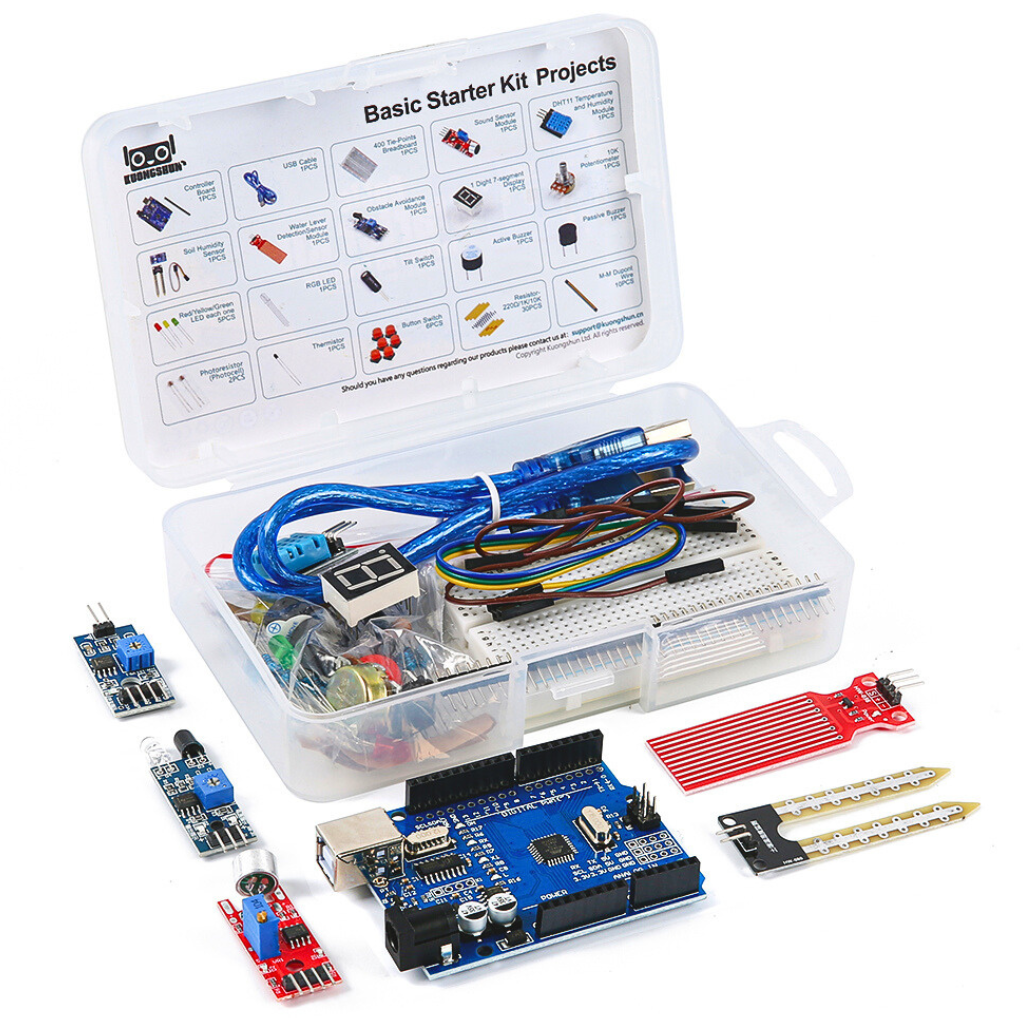 Basic Starter Kit Projects
KUONGSHUN
Controller
Board
1PCS
USB Cable
1PCS
400 Tie-Points
Breadboard
1PCS
Sound Sensor
Module
1PCS
DHT11 Temperature
and Humidity
Module
1PCS
Soil Humidity
Sensor
1PCS
Water Lever
DetectionSensor
Module
1PCS
Obstacle Avoidance
Module
1PCS
1 Dight 7-segment
Display
1PCS
10K
Potentiometer
1PCS
Red/Yellow/Green
LED each one
5PCS
RGB LED
1PCS
Tilt Switch
1PCS
Active Buzzer
1PCS
Passive Buzzer
1PCS
Photoresistor
(Photocell)
2PCS
Thermistor
1PCS
Button Switch
6PCS
Resistor-
220Ω/1K/10K
30PCS
M-M Dupont
Wire
10PCS
Should you have any questions regarding our products please contact us at: support@kuongshun.cn
Copyright Kuongshun Ltd. All rights reserved.
DIGITAL
POWER